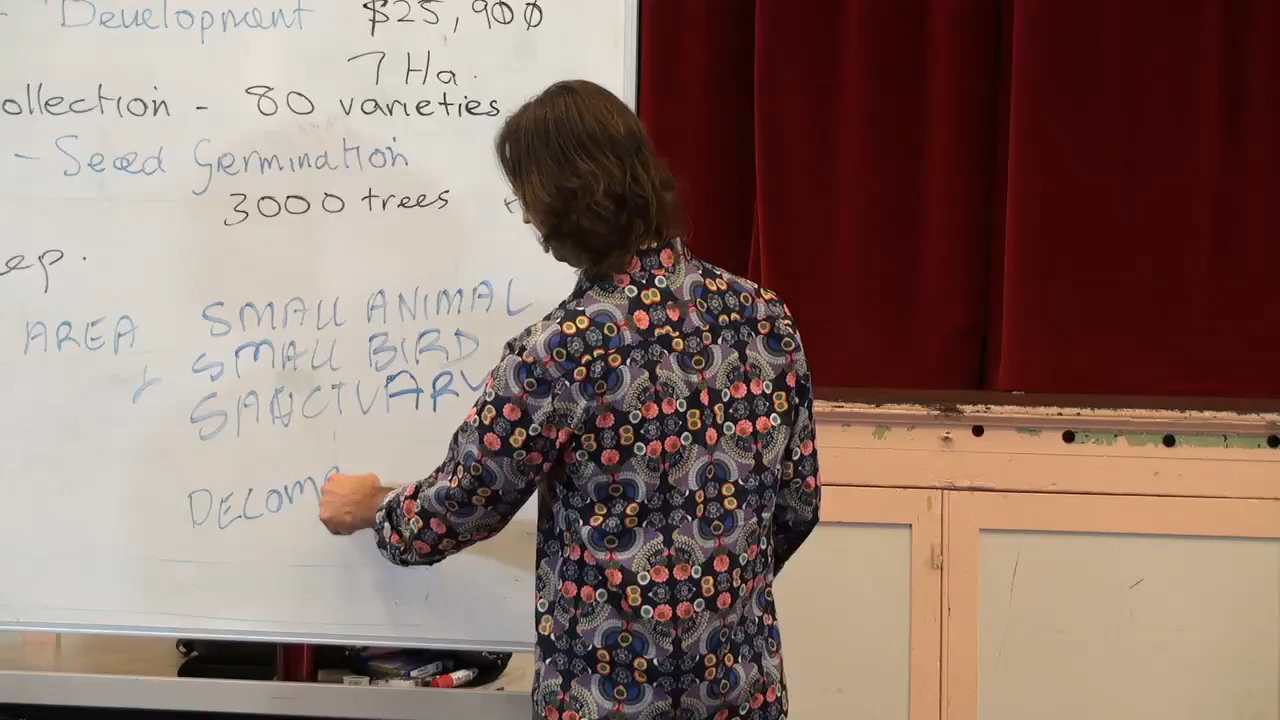 - Development $25,900
7 Ha.
ollection - 80 varieties
- Seed Germination
3000 trees
ep.
AREA SMALL ANIMAL
+ SMALL BIRD
SANCTUARY
DECOM